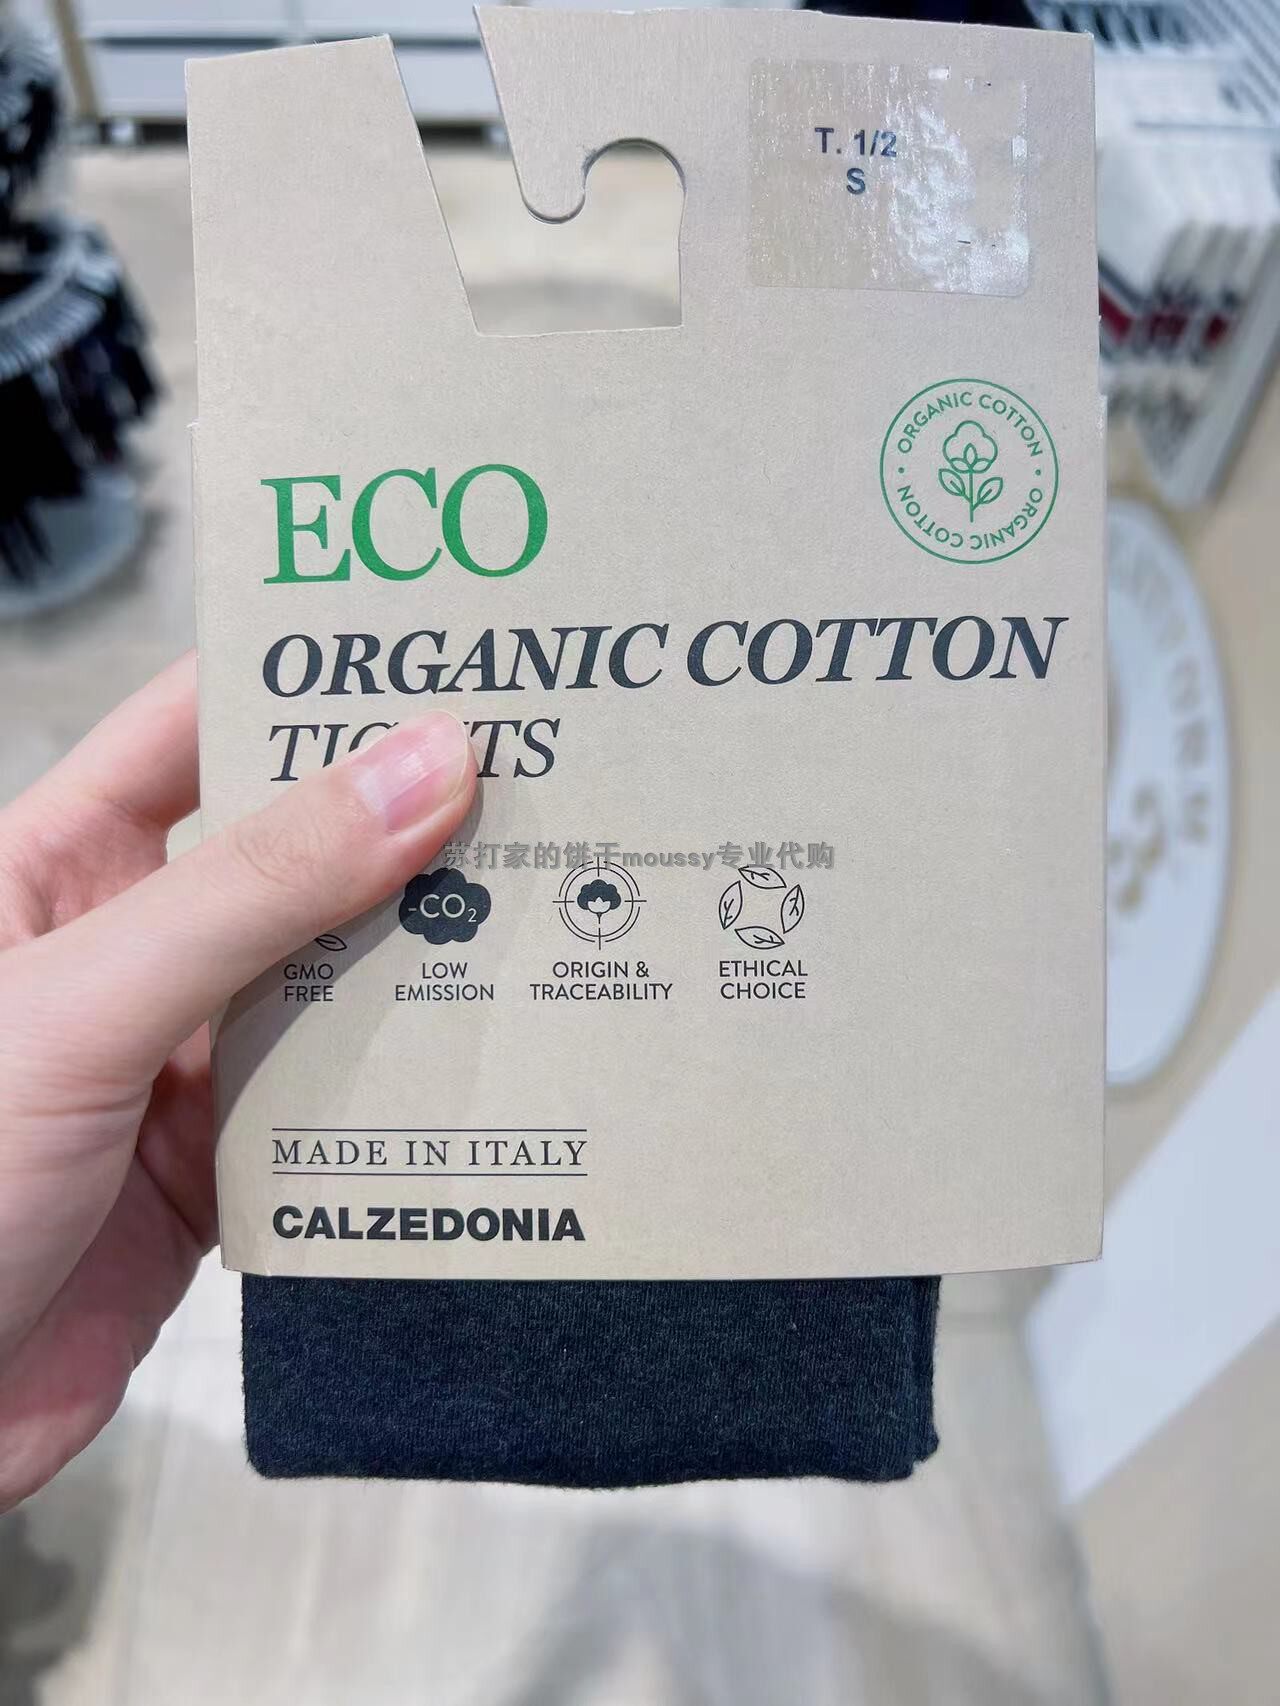 T. 1/2
S
ORGANIC COTTON · ORGANIC COTTON ·
ECO
ORGANIC COTTON
TIGHTS
苏打家的饼干moussy专业代购
-CO₂
GMO FREE
LOW EMISSION
ORIGIN & TRACEABILITY
ETHICAL CHOICE
MADE IN ITALY
CALZEDONIA